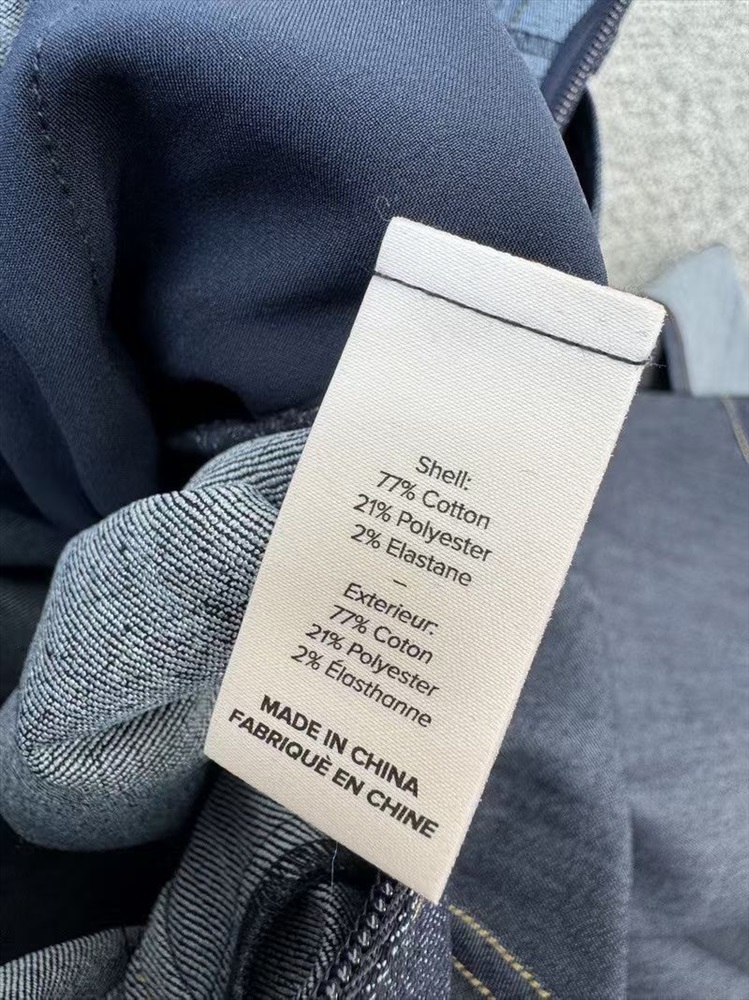 Shell:
77% Cotton
21% Polyester
2% Elastane
–
Exterieur:
77% Coton
21% Polyester
2% Élasthanne
MADE IN CHINA
FABRIQUÈ EN CHINE